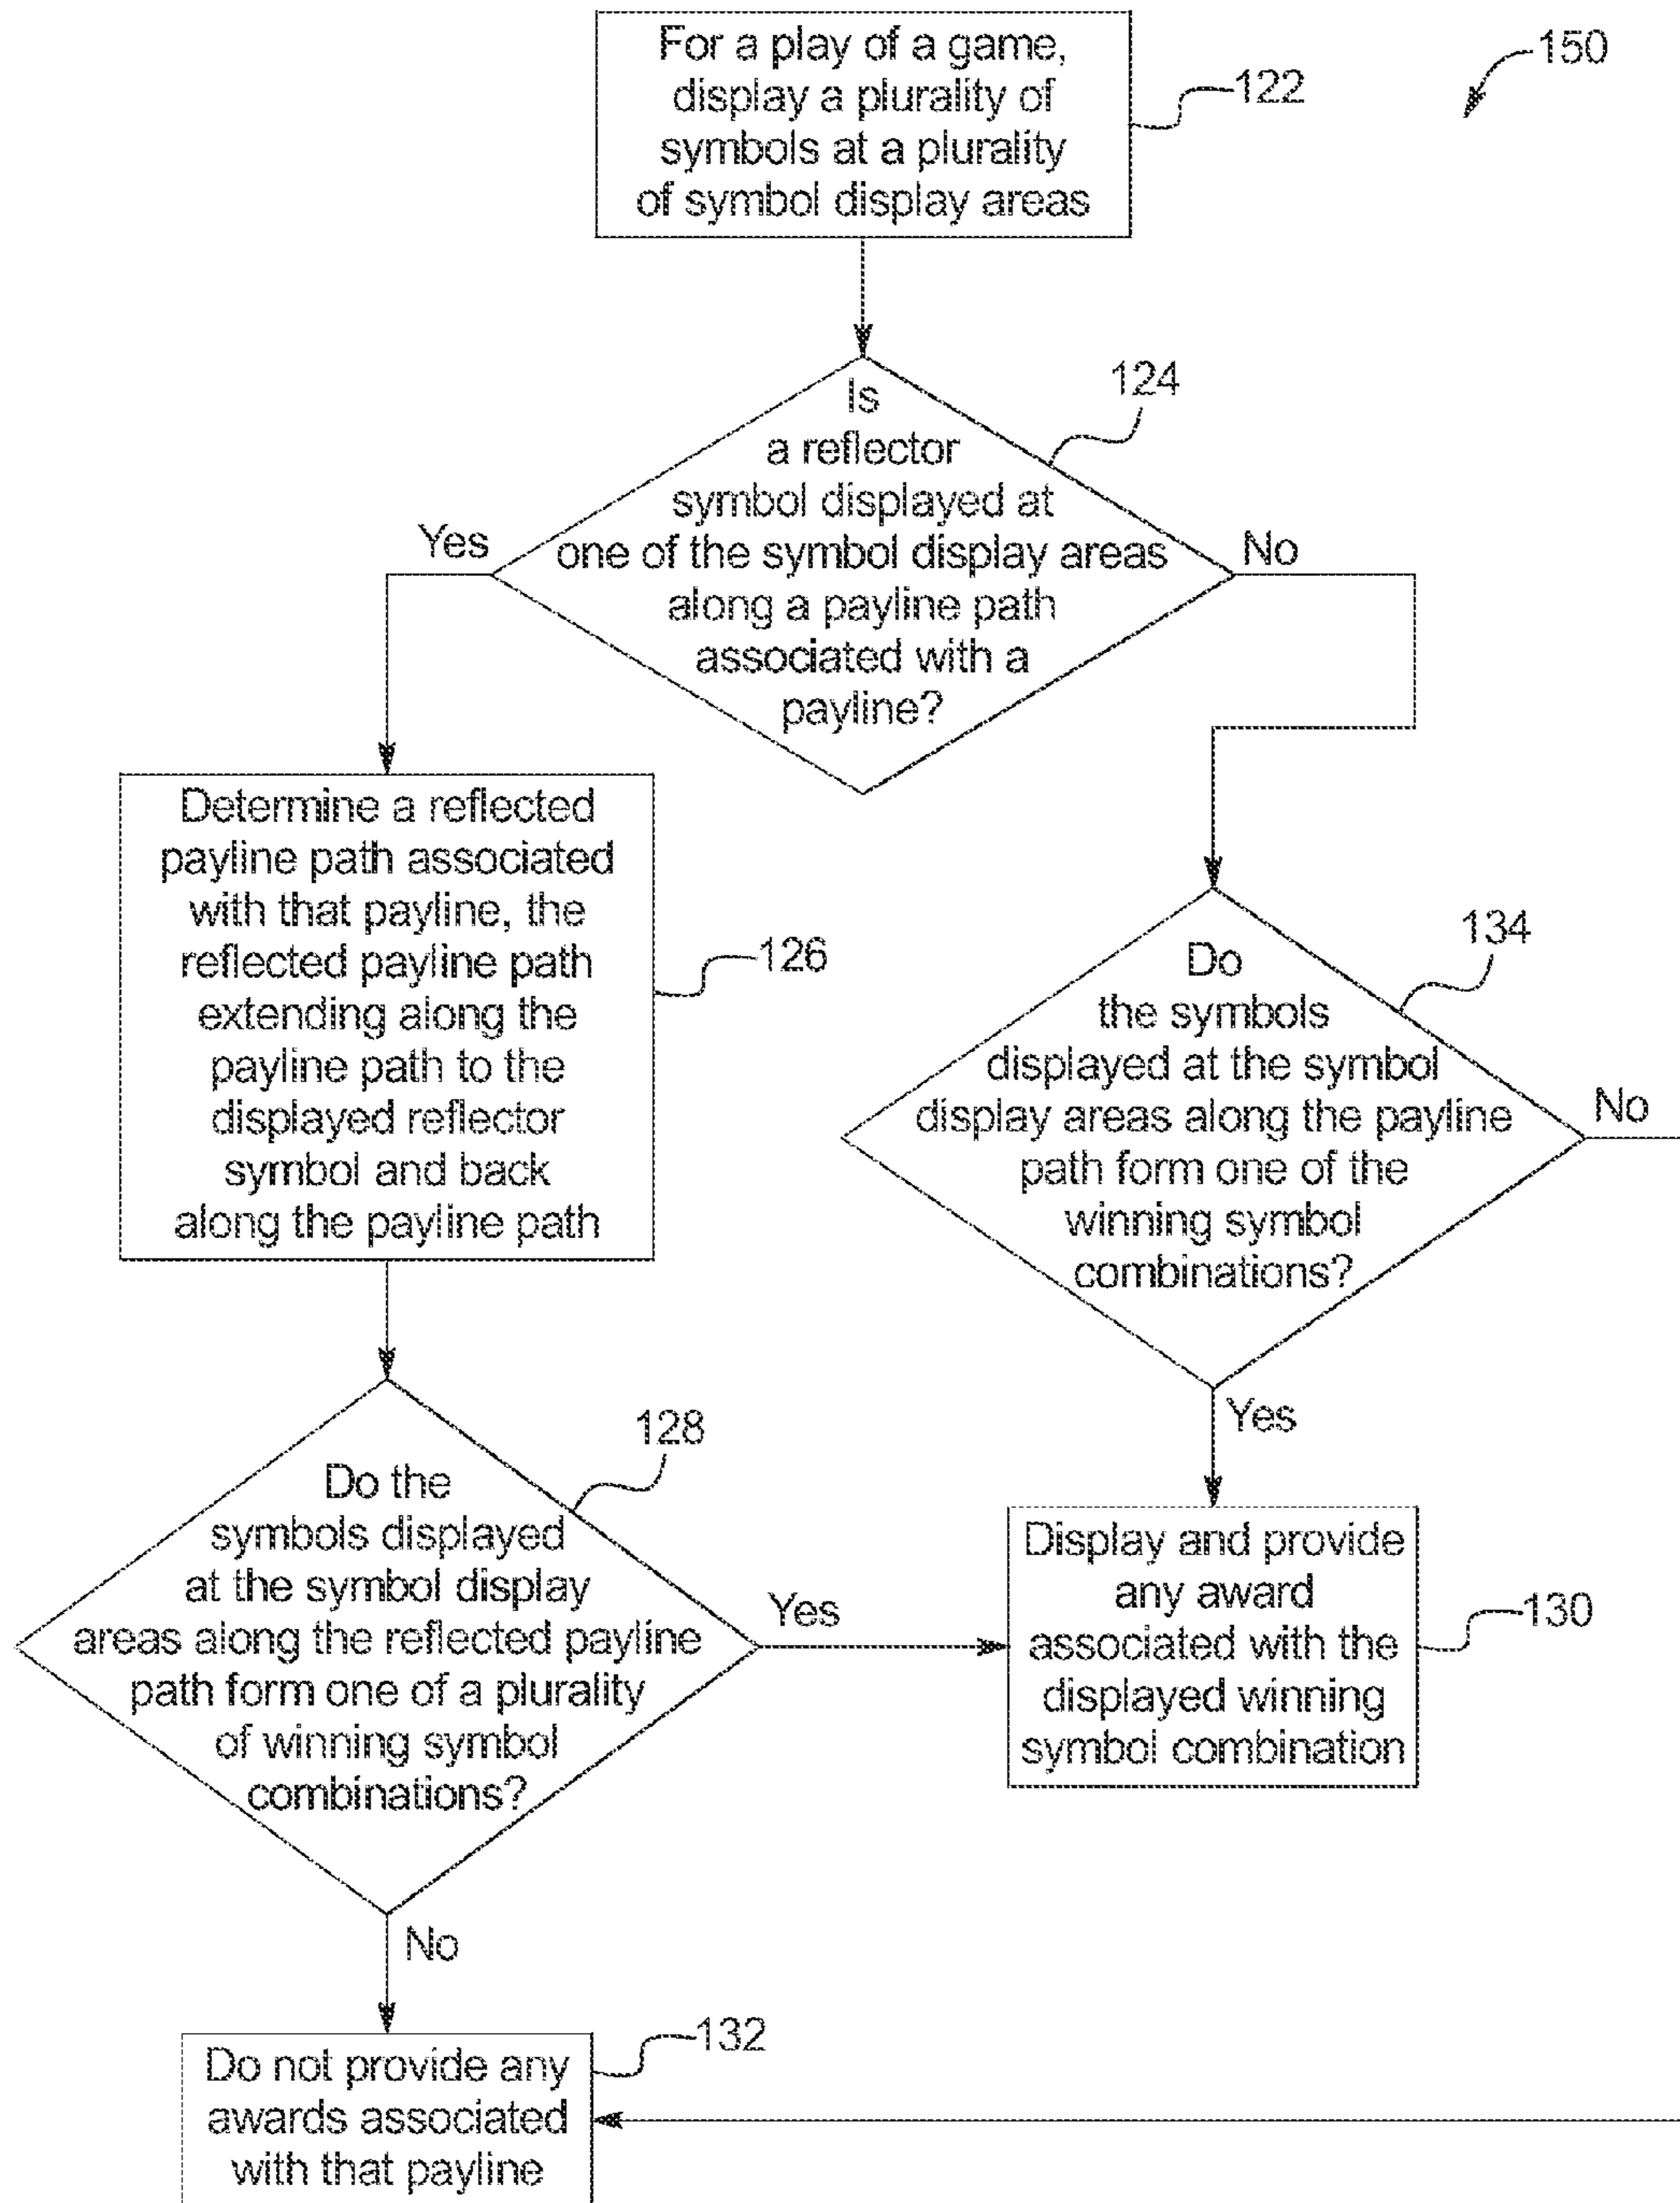 For a play of a game,
display a plurality of
symbols at a plurality
of symbol display areas
122
150
Is
a reflector
symbol displayed at
one of the symbol display areas
along a payline path
associated with a
payline?
124
Yes
No
Determine a reflected
payline path associated
with that payline, the
reflected payline path
extending along the
payline path to the
displayed reflector
symbol and back
along the payline path
126
Do
the symbols
displayed at the symbol
display areas along the payline
path form one of the
winning symbol
combinations?
134
No
Yes
Do the
symbols displayed
at the symbol display
areas along the reflected payline
path form one of a plurality
of winning symbol
combinations?
128
Yes
No
Display and provide
any award
associated with the
displayed winning
symbol combination
130
Do not provide any
awards associated
with that payline
132